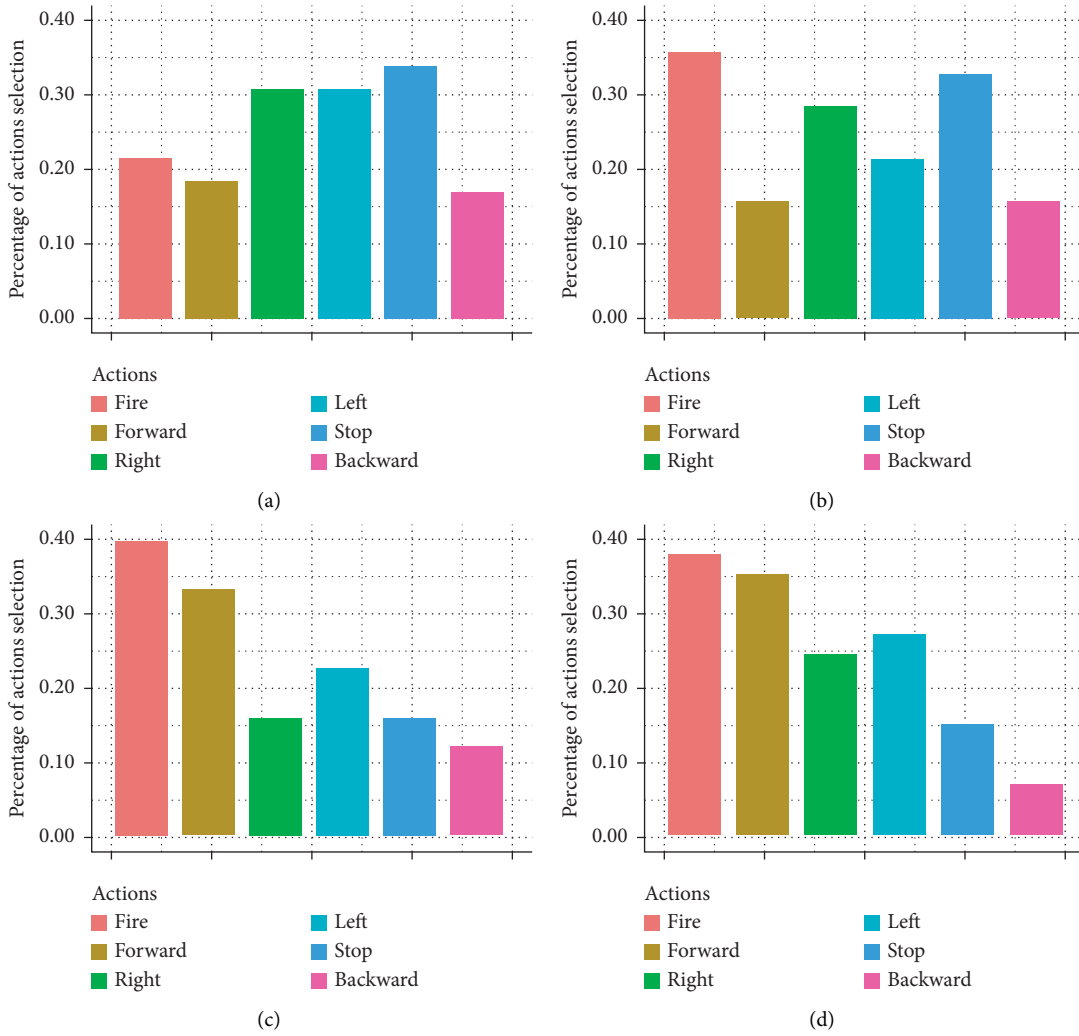 Percentage of actions selection
0.40
0.30
0.20
0.10
0.00
Actions
Fire
Forward
Right
Left
Stop
Backward
(a)
Percentage of actions selection
0.40
0.30
0.20
0.10
0.00
Actions
Fire
Forward
Right
Left
Stop
Backward
(b)
Percentage of actions selection
0.40
0.30
0.20
0.10
0.00
Actions
Fire
Forward
Right
Left
Stop
Backward
(c)
Percentage of actions selection
0.40
0.30
0.20
0.10
0.00
Actions
Fire
Forward
Right
Left
Stop
Backward
(d)